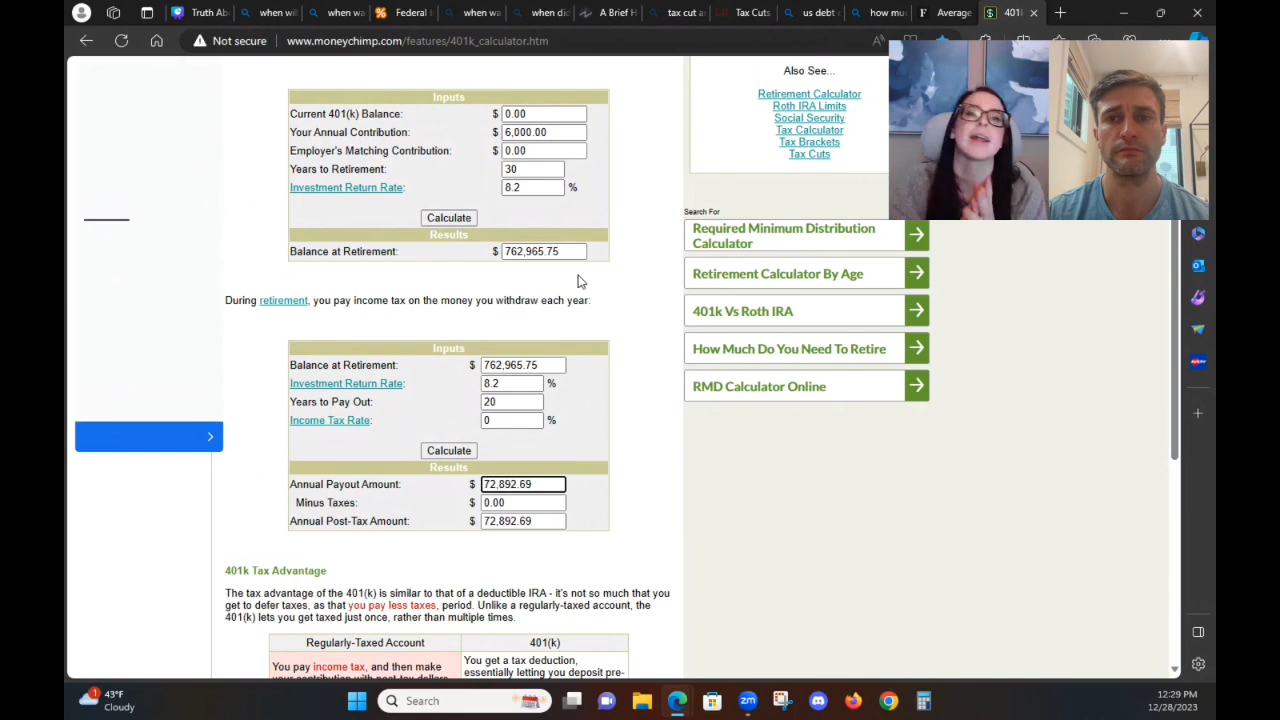 Truth Ab
when wil
when wa
Federal I
when wa
when did
A Brief H
tax cut as
Tax Cuts
us debt c
how muc
Average
401
Not secure
www.moneychimp.com/features/401k_calculator.htm
Inputs
Current 401(k) Balance: $ 0.00
Your Annual Contribution: $ 6,000.00
Employer's Matching Contribution: $ 0.00
Years to Retirement: 30
Investment Return Rate: 8.2 %
Calculate
Results
Balance at Retirement: $ 762,965.75
During retirement, you pay income tax on the money you withdraw each year:
Inputs
Balance at Retirement: $ 762,965.75
Investment Return Rate: 8.2 %
Years to Pay Out: 20
Income Tax Rate: 0 %
Calculate
Results
Annual Payout Amount: $ 72,892.69
Minus Taxes: $ 0.00
Annual Post-Tax Amount: $ 72,892.69
401k Tax Advantage
The tax advantage of the 401(k) is similar to that of a deductible IRA - it's not so much that you
get to defer taxes, as that you pay less taxes, period. Unlike a regularly-taxed account, the
401(k) lets you get taxed just once, rather than multiple times.
Regularly-Taxed Account
401(k)
You pay income tax, and then make
your contribution with post-tax dollars
You get a tax deduction,
essentially letting you deposit pre-
Also See...
Retirement Calculator
Roth IRA Limits
Social Security
Tax Calculator
Tax Brackets
Tax Cuts
Search For
Required Minimum Distribution
Calculator
Retirement Calculator By Age
401k Vs Roth IRA
How Much Do You Need To Retire
RMD Calculator Online
1
43°F
Cloudy
Search
zm
12:29 PM
12/28/2023